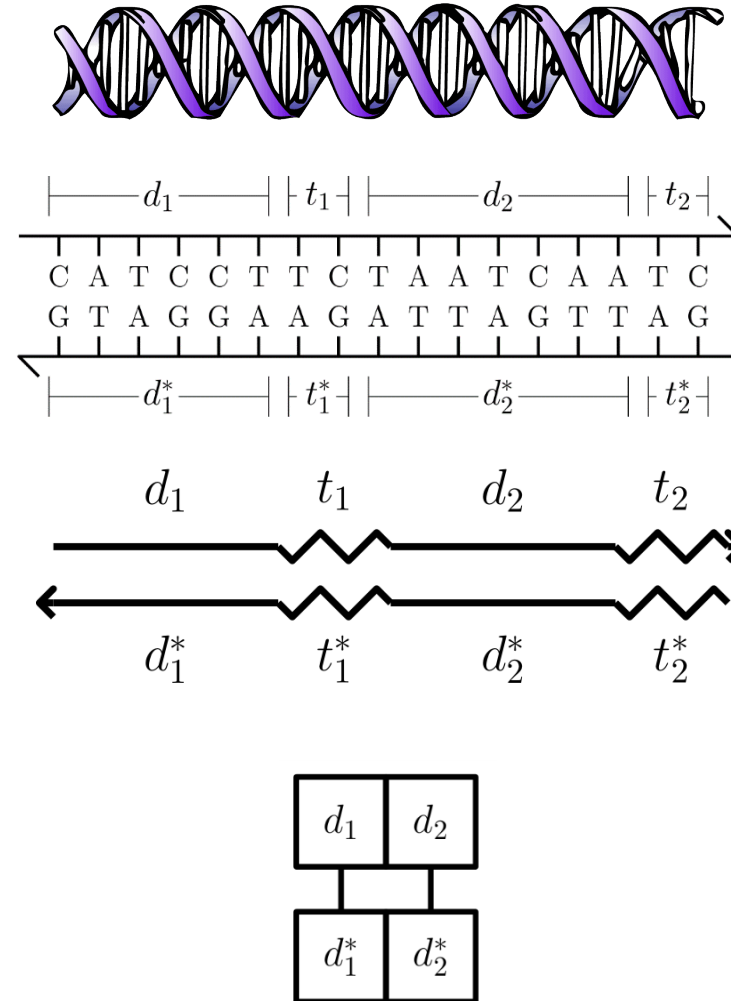 d₁ t₁ d₂ t₂
C A T C C T T C T A A T C A A T C
G T A G G A A G A T T A G T T A G
d₁* t₁* d₂* t₂*
d₁ t₁ d₂ t₂
d₁* t₁* d₂* t₂*
d₁ d₂
d₁* d₂*